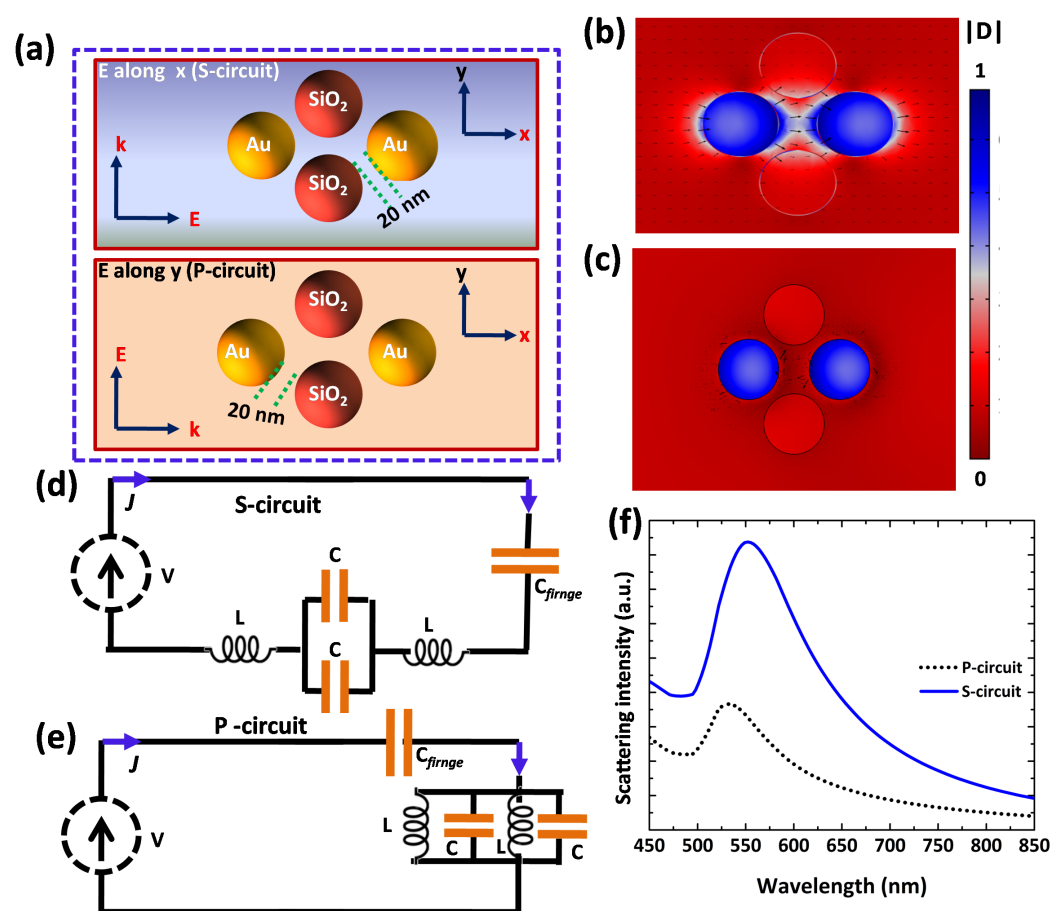 (a)
E along x (S-circuit)
y
x
k
E
SiO2
Au
Au
SiO2
20 nm
E along y (P-circuit)
y
x
E
k
SiO2
Au
Au
SiO2
20 nm
(b)
|D|
1
(c)
0
(d)
J
S-circuit
V
C
Cfirnge
L
L
C
(e)
P -circuit
J
Cfirnge
V
L
C
L
C
(f)
Scattering intensity (a.u.)
P-circuit
S-circuit
450 500 550 600 650 700 750 800 850
Wavelength (nm)